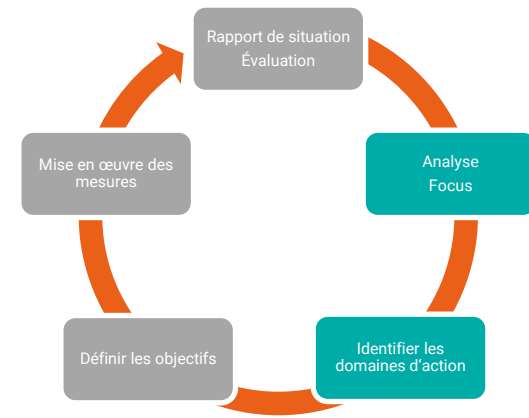 Rapport de situation
Évaluation
Analyse
Focus
Identifier les
domaines d‘action
Définir les objectifs
Mise en œuvre des
mesures